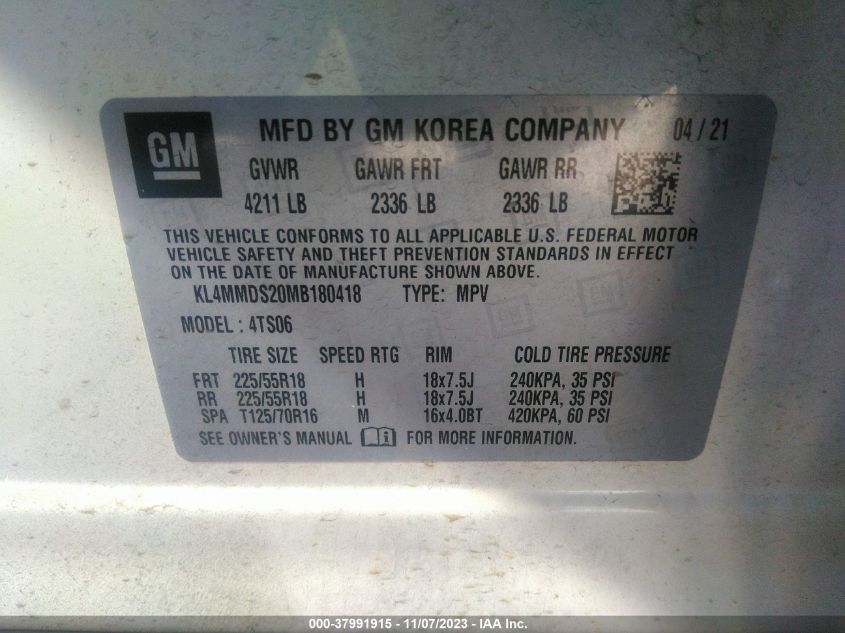 GM
MFD BY GM KOREA COMPANY 04 / 21
GVWR GAWR FRT GAWR RR
4211 LB 2336 LB 2336 LB
THIS VEHICLE CONFORMS TO ALL APPLICABLE U.S. FEDERAL MOTOR
VEHICLE SAFETY AND THEFT PREVENTION STANDARDS IN EFFECT
ON THE DATE OF MANUFACTURE SHOWN ABOVE.
KL4MMDS20MB180418 TYPE: MPV
MODEL : 4TS06
TIRE SIZE SPEED RTG RIM COLD TIRE PRESSURE
FRT 225/55R18 H 18x7.5J 240KPA, 35 PSI
RR 225/55R18 H 18x7.5J 240KPA, 35 PSI
SPA T125/70R16 M 16x4.0BT 420KPA, 60 PSI
SEE OWNER'S MANUAL FOR MORE INFORMATION.
000-37991915 - 11/07/2023 - IAA Inc.